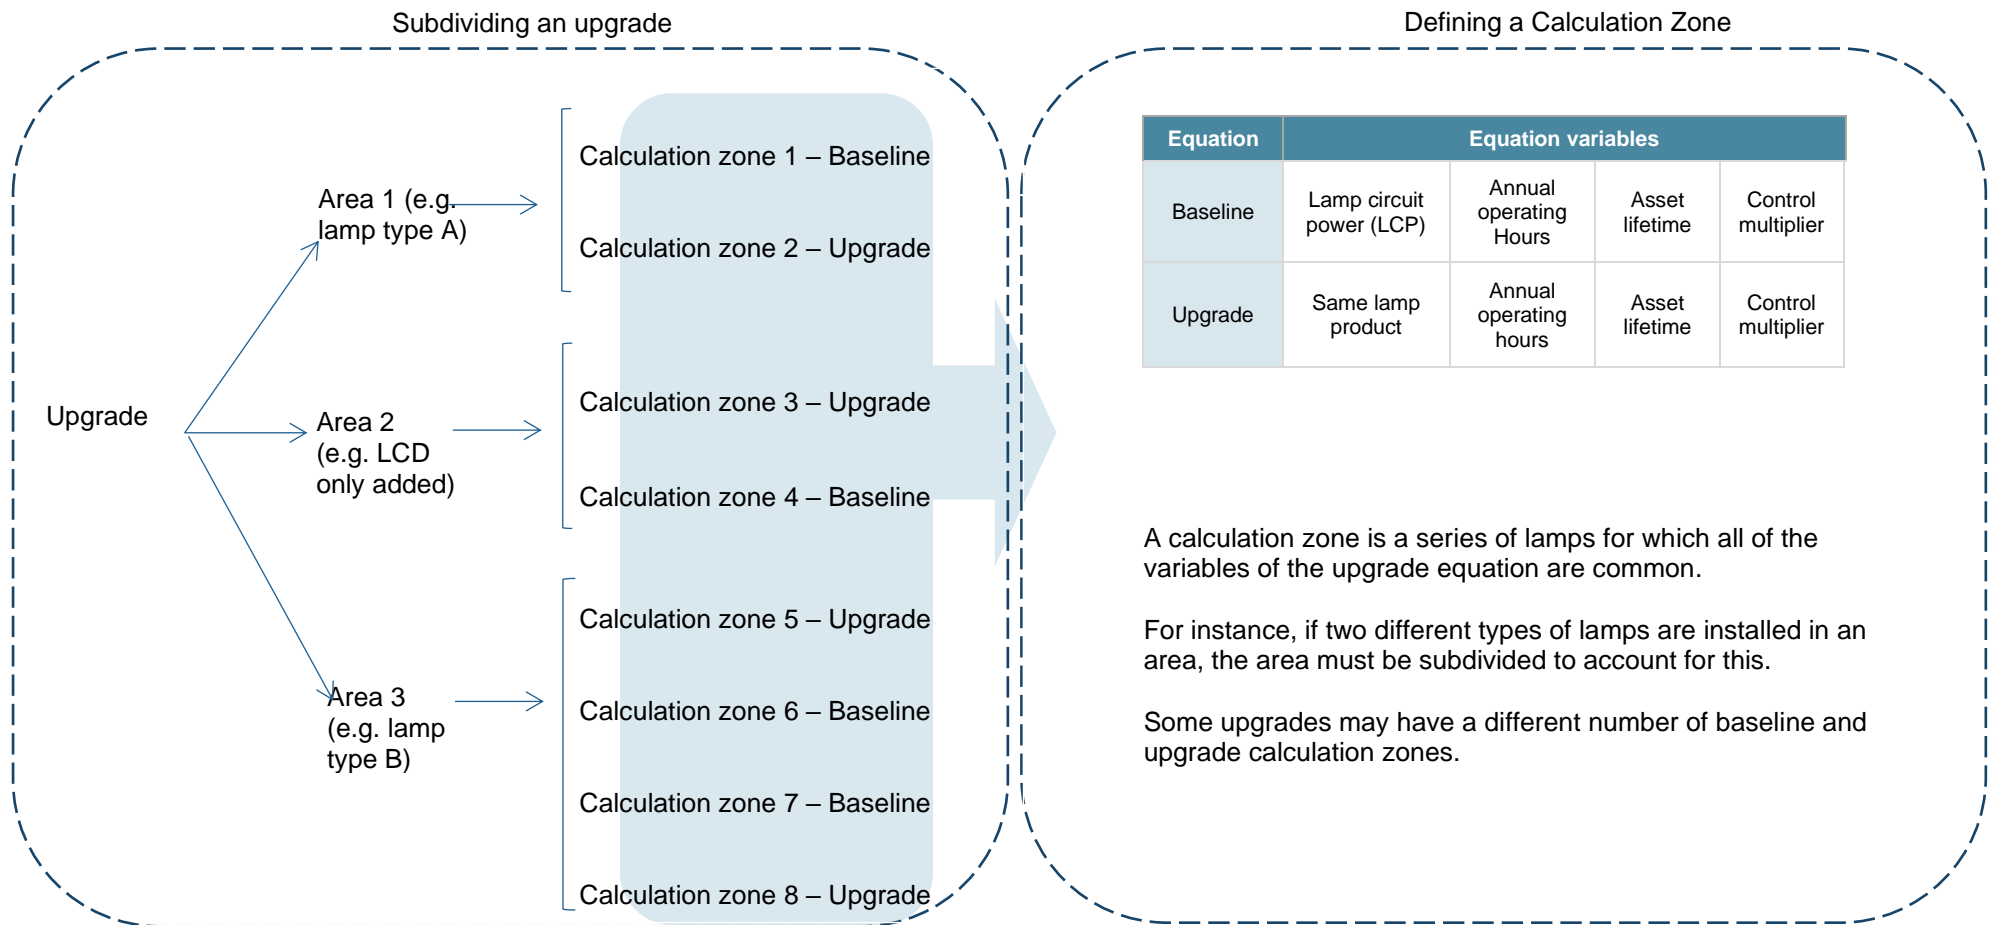 Subdividing an upgrade
Upgrade
Area 1 (e.g.
lamp type A)
Area 2
(e.g. LCD
only added)
Area 3
(e.g. lamp
type B)
Calculation zone 1 – Baseline
Calculation zone 2 – Upgrade
Calculation zone 3 – Upgrade
Calculation zone 4 – Baseline
Calculation zone 5 – Upgrade
Calculation zone 6 – Baseline
Calculation zone 7 – Baseline
Calculation zone 8 – Upgrade
Defining a Calculation Zone
Equation
Equation variables
Baseline
Lamp circuit
power (LCP)
Annual
operating
Hours
Asset
lifetime
Control
multiplier
Upgrade
Same lamp
product
Annual
operating
hours
Asset
lifetime
Control
multiplier
A calculation zone is a series of lamps for which all of the
variables of the upgrade equation are common.
For instance, if two different types of lamps are installed in an
area, the area must be subdivided to account for this.
Some upgrades may have a different number of baseline and
upgrade calculation zones.